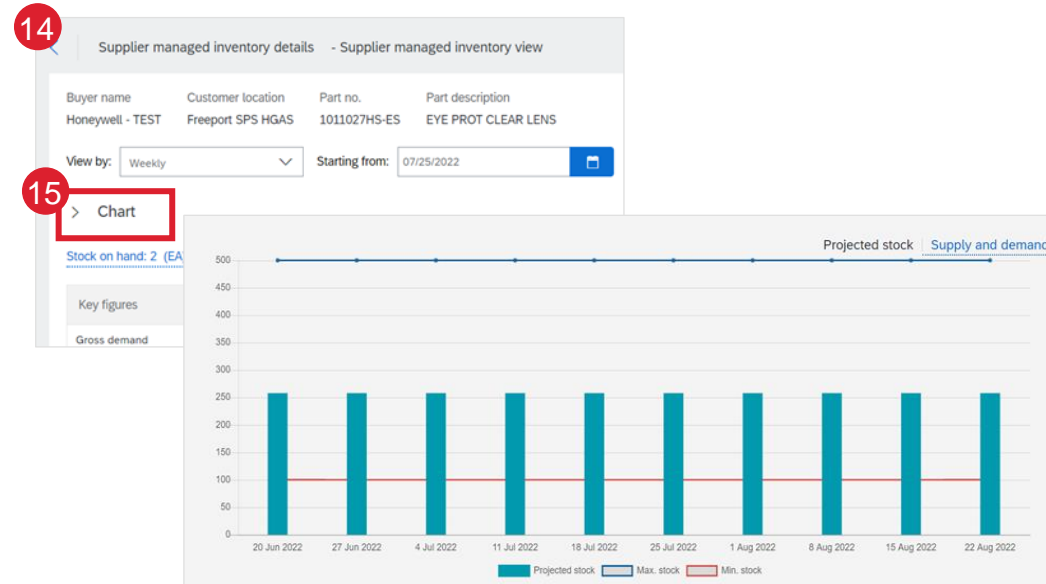 14
Supplier managed inventory details - Supplier managed inventory view
Buyer name Customer location Part no. Part description
Honeywell - TEST Freeport SPS HGAS 1011027HS-ES EYE PROT CLEAR LENS
View by: Weekly Starting from: 07/25/2022
15
Chart
Stock on hand: 2 (EA
Key figures
Gross demand
Projected stock Supply and demand
500
450
400
350
300
250
200
150
100
50
0
20 Jun 2022 27 Jun 2022 4 Jul 2022 11 Jul 2022 18 Jul 2022 25 Jul 2022 1 Aug 2022 8 Aug 2022 15 Aug 2022 22 Aug 2022
Projected stock Max. stock Min. stock